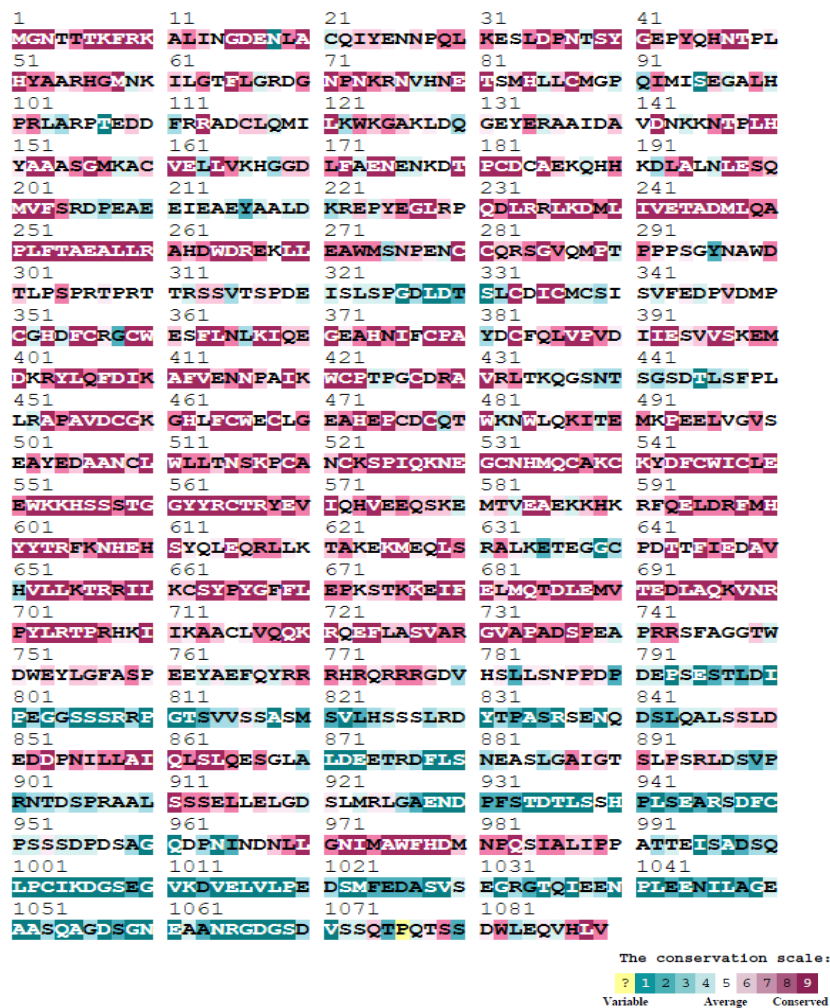 1 11 21 31 41
MGNTTTKFRK ALINGDENLA CQIYENNPQL KESLDPNTSY GEPYQHNTPL
51 61 71 81 91
HYAARHGMNK ILGTFLGRDG NPNKRNVHNE TSMHLLCMGP QIMISEGALH
101 111 121 131 141
PRLARPTEDD FRRADCLQMI LKWKGAKLDQ GEYERAAIDA VDNKKNTPLH
151 161 171 181 191
YAAASGMKAC VELLVKHGGD LFAENENKDT PCDCAEKQHH KDLALNLESQ
201 211 221 231 241
MVFSRDPEAE EIEAEYAALD KREPYEGLRP QDLRRLKDML IVETADMLQA
251 261 271 281 291
PLFTAEALLR AHDWDREKLL EAWMSNPENC CQRSGVQMPT PPPSGYNAWD
301 311 321 331 341
TLPSPRTPRT TRSSVTSPDE ISLSPGDLDT SLCDICMCSI SVFEDPVDMP
351 361 371 381 391
CGHDFCRGCW ESFLNLKIQE GEAHNIFCPA YDCFQLVPVD IIESVVSKEM
401 411 421 431 441
DKRYLQFDIK AFVENNPAIK WCPTPGCDRA VRLTKQGSNT SGSDTLSFPL
451 461 471 481 491
LRAPAVDCGK GHLFCWECLG EAHEPCDCQT WKNWLQKITE MKPEELVGVS
501 511 521 531 541
EAYEDAANCL WLLTNSKPCA NCKSPIQKNE GCNHMQCAKC KYDFCWICLE
551 561 571 581 591
EWKKHSSSTG GYYRCTRYEV IQHVEEQSKE MTVEAEKKHK RFQELDRFMH
601 611 621 631 641
YYTRFKNHEH SYQLEQRLLK TAKEKMEQLS RALKETEGGC PDTTFIEDAV
651 661 671 681 691
HVLLKTRRIL KCSYPYGFFL EPKSTKKEIF ELMQTDLEMV TEDLAQKVNR
701 711 721 731 741
PYLRTPRHKI IKAACLVQQK RQEFLASVAR GVAPADSPEA PRRSFAGGTW
751 761 771 781 791
DWEYLGFASP EEYAEFQYRR RHRQRRRGDV HSLLSNPPDP DEPSESTLDI
801 811 821 831 841
PEGGSSSRRP GTSVVSSASM SVLHSSSLRD YTPASRSENQ DSLQALSSLD
851 861 871 881 891
EDDPNILLAI QLSLQESGLA LDEETRDFLS NEASLGAIGT SLPSRLDSVP
901 911 921 931 941
RNTDSPRAAL SSSELLELGD SLMRLGAEND PFSTDTLSSH PLSEARSDFC
951 961 971 981 991
PSSSDPDSAG QDPNINDNLL GNIMAWFHDM NPQSIALIPP ATTEISADSQ
1001 1011 1021 1031 1041
LPCIKDGSEG VKDVELVLPE DSMFEDASVS EGRGTQIEEN PLEENILAGE
1051 1061 1071 1081
AASQAGDSGN EAANRGDGSD VSSQTPQTSS DWLEQVHLV
The conservation scale:
? 1 2 3 4 5 6 7 8 9
Variable Average Conserved